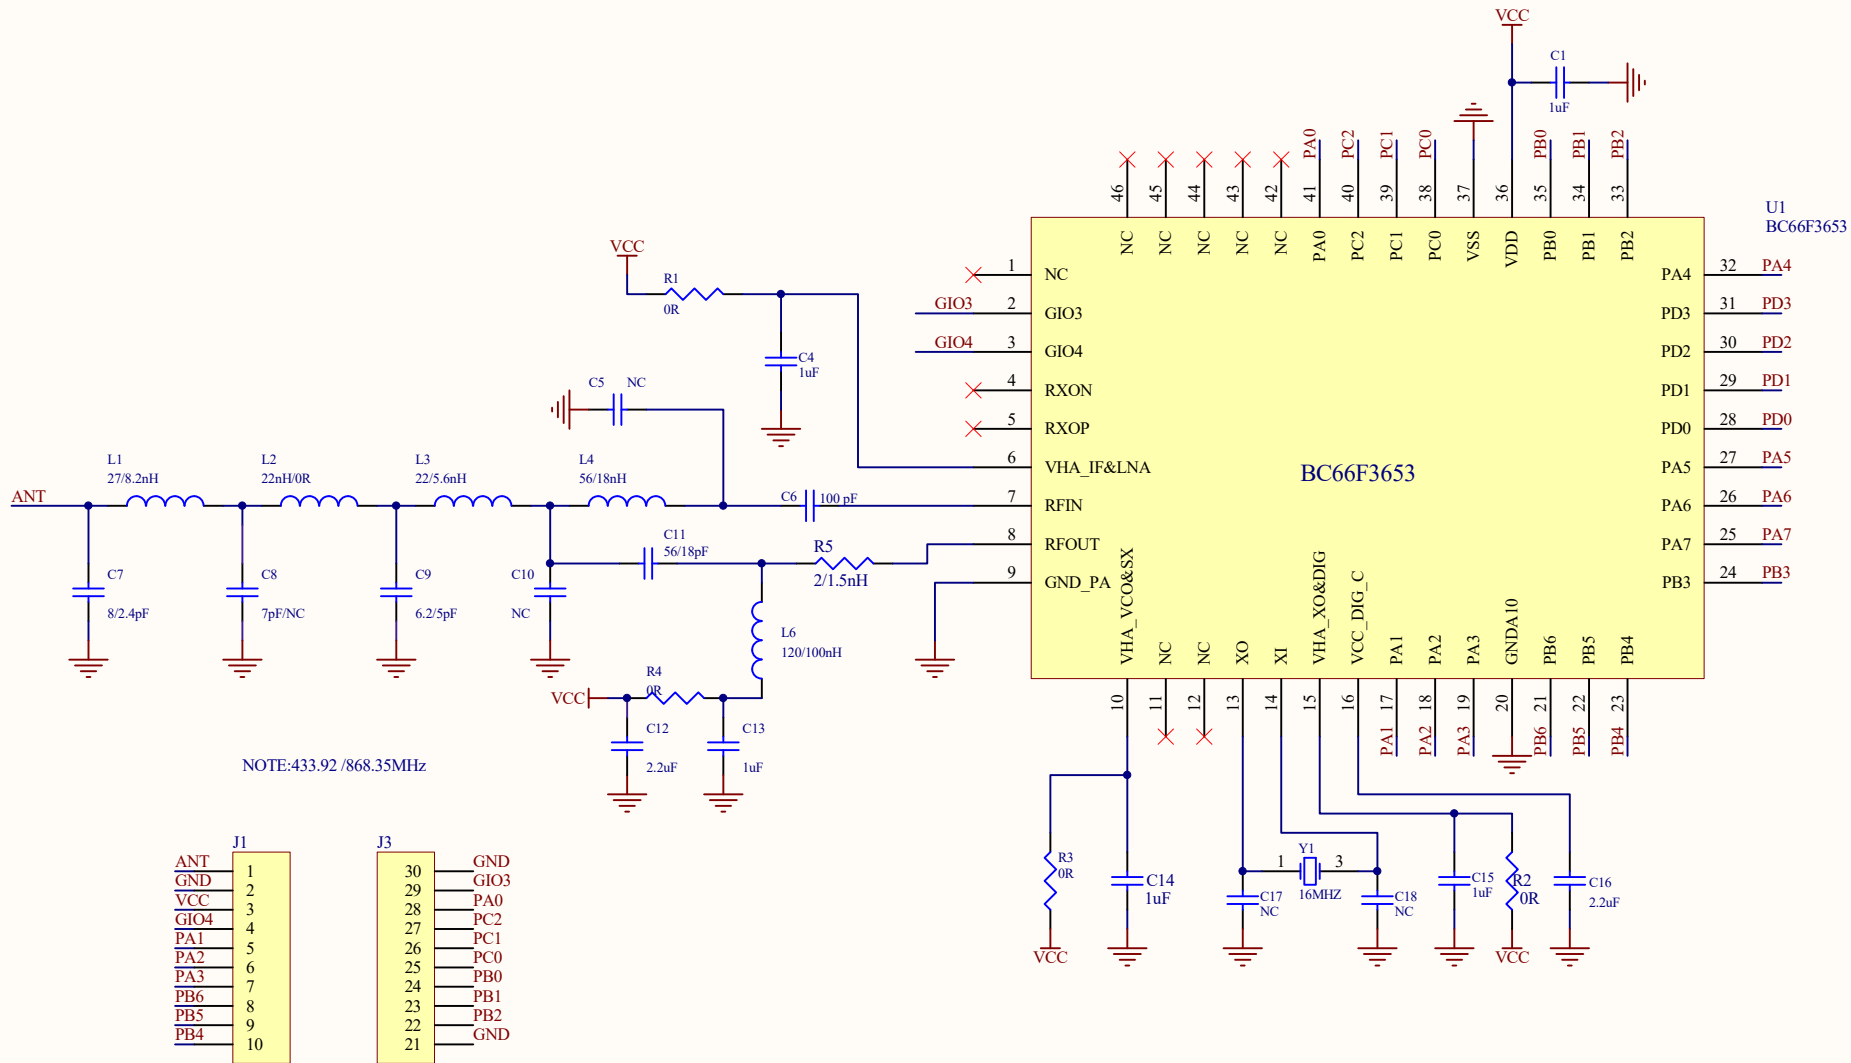 VCC
C1
1uF
PA0
PC2
PC1
PC0
PB0
PB1
PB2
46
45
44
43
42
41
40
39
38
37
36
35
34
33
NC
NC
NC
NC
NC
PA0
PC2
PC1
PC0
VSS
VDD
PB0
PB1
PB2
U1
BC66F3653
1 NC
GIO3 2 GIO3
GIO4 3 GIO4
4 RXON
5 RXOP
6 VHA_IF&LNA
7 RFIN
8 RFOUT
9 GND_PA
BC66F3653
PA4 32 PA4
PD3 31 PD3
PD2 30 PD2
PD1 29 PD1
PD0 28 PD0
PA5 27 PA5
PA6 26 PA6
PA7 25 PA7
PB3 24 PB3
VHA_VCO&SX
NC
NC
XO
XI
VHA_XO&DIG
VCC_DIG_C
PA1
PA2
PA3
GNDA10
PB6
PB5
PB4
10
11
12
13
14
15
16
17
18
19
20
21
22
23
PA1
PA2
PA3
PB6
PB5
PB4
VCC
R1
0R
C4
1uF
C5 NC
L1
27/8.2nH
L2
22nH/0R
L3
22/5.6nH
L4
56/18nH
ANT
C6 100 pF
C11
56/18pF
R5
2/1.5nH
C7
8/2.4pF
C8
7pF/NC
C9
6.2/5pF
C10
NC
L6
120/100nH
R4
0R
VCC
C12
2.2uF
C13
1uF
NOTE:433.92 /868.35MHz
R3
0R
VCC
C14
1uF
1 Y1 3
16MHZ
C17
NC
C18
NC
C15
1uF
R2
0R
VCC
C16
2.2uF
J1
ANT 1
GND 2
VCC 3
GIO4 4
PA1 5
PA2 6
PA3 7
PB6 8
PB5 9
PB4 10
J3
30 GND
29 GIO3
28 PA0
27 PC2
26 PC1
25 PC0
24 PB0
23 PB1
22 PB2
21 GND